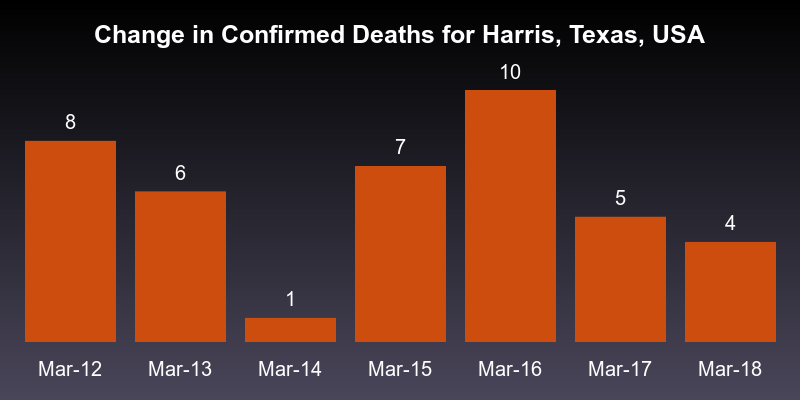 Change in Confirmed Deaths for Harris, Texas, USA
8
6
1
7
10
5
4
Mar-12
Mar-13
Mar-14
Mar-15
Mar-16
Mar-17
Mar-18